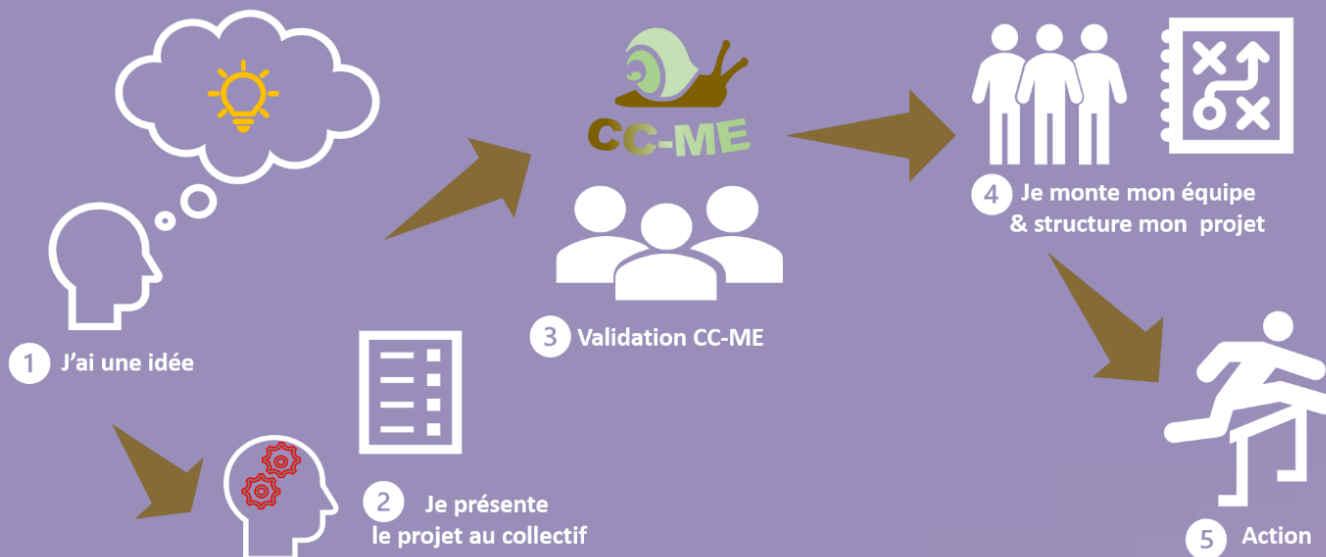 1 J'ai une idée
2 Je présente
le projet au collectif
CC-ME
3 Validation CC-ME
4 Je monte mon équipe
& structure mon projet
5 Action